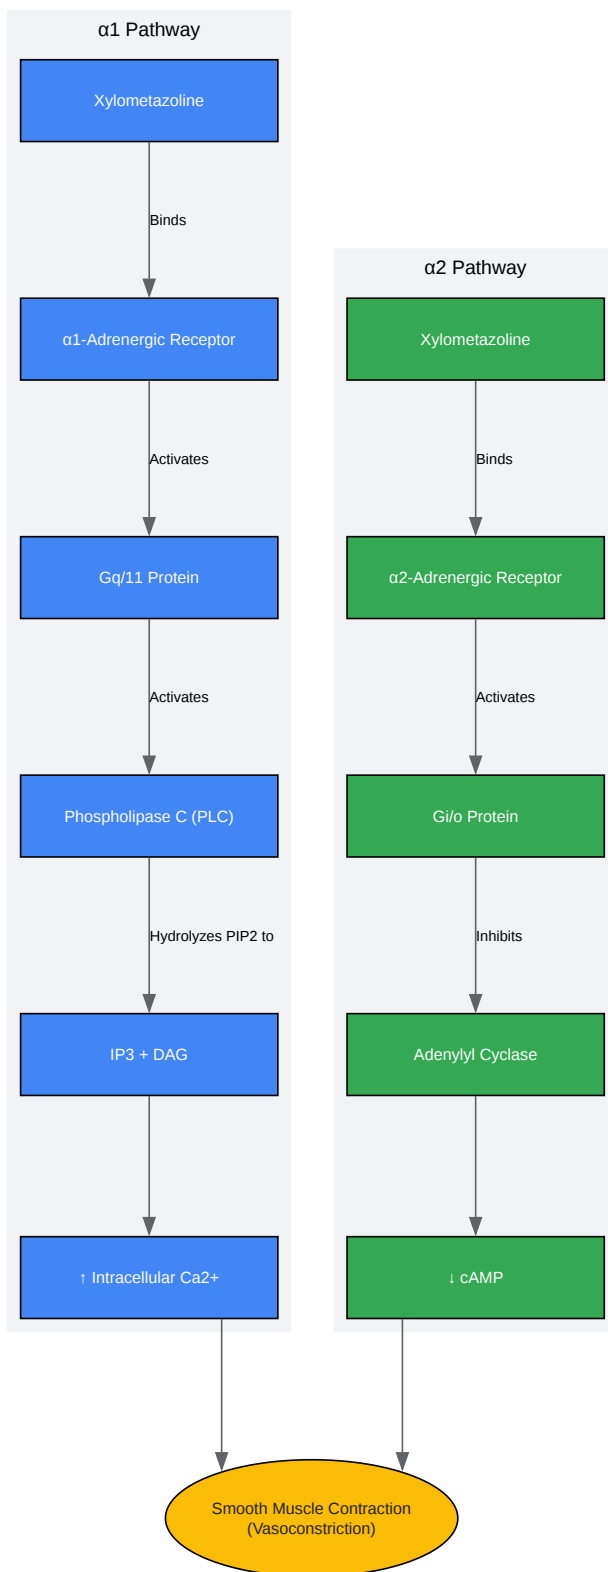 α1 Pathway
Xylometazoline
Binds
α1-Adrenergic Receptor
Activates
Gq/11 Protein
Activates
Phospholipase C (PLC)
Hydrolyzes PIP2 to
IP3 + DAG
↑ Intracellular Ca2+
α2 Pathway
Xylometazoline
Binds
α2-Adrenergic Receptor
Activates
Gi/o Protein
Inhibits
Adenylyl Cyclase
↓ cAMP
Smooth Muscle Contraction
(Vasoconstriction)